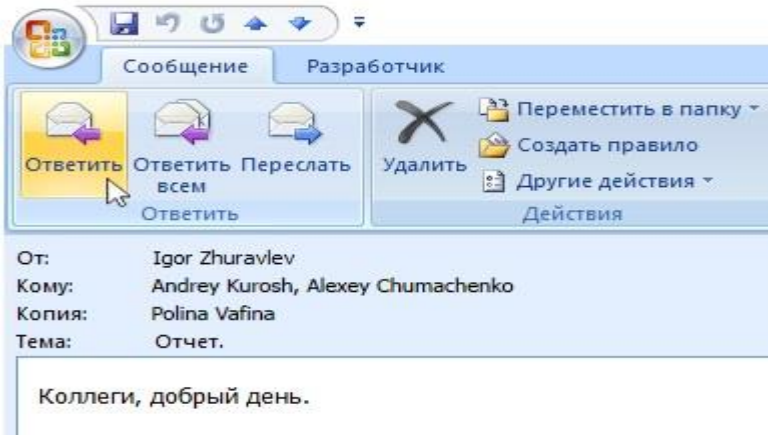 Сообщение Разработчик
Ответить Ответить всем Переслать Удалить Переместить в папку
Создать правило
Другие действия
Ответить Действия
От: Igor Zhuravlev
Кому: Andrey Kurosh, Alexey Chumachenko
Копия: Polina Vafina
Тема: Отчет.
Коллеги, добрый день.